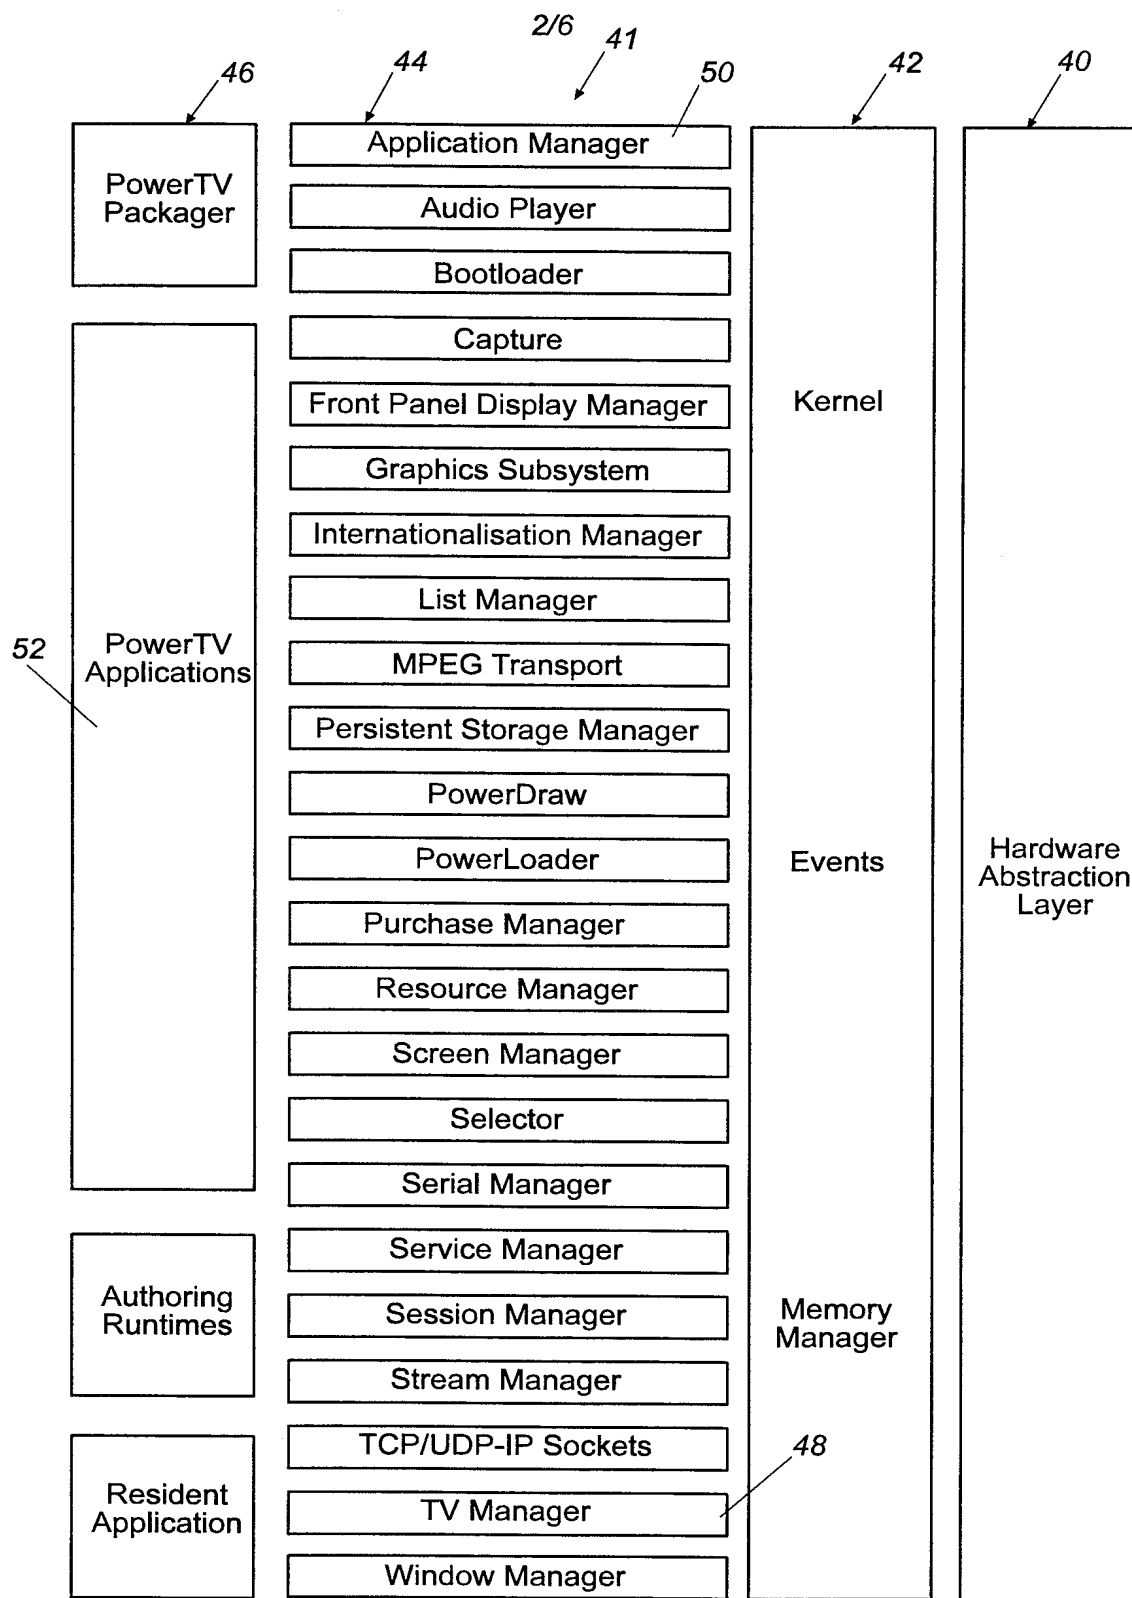 2/6
46
44
41
50
42
40
PowerTV
Packager
PowerTV
Applications
52
Authoring
Runtimes
Resident
Application
Application Manager
Audio Player
Bootloader
Capture
Front Panel Display Manager
Graphics Subsystem
Internationalisation Manager
List Manager
MPEG Transport
Persistent Storage Manager
PowerDraw
PowerLoader
Purchase Manager
Resource Manager
Screen Manager
Selector
Serial Manager
Service Manager
Session Manager
Stream Manager
TCP/UDP-IP Sockets
TV Manager
48
Window Manager
Kernel
Events
Memory
Manager
Hardware
Abstraction
Layer